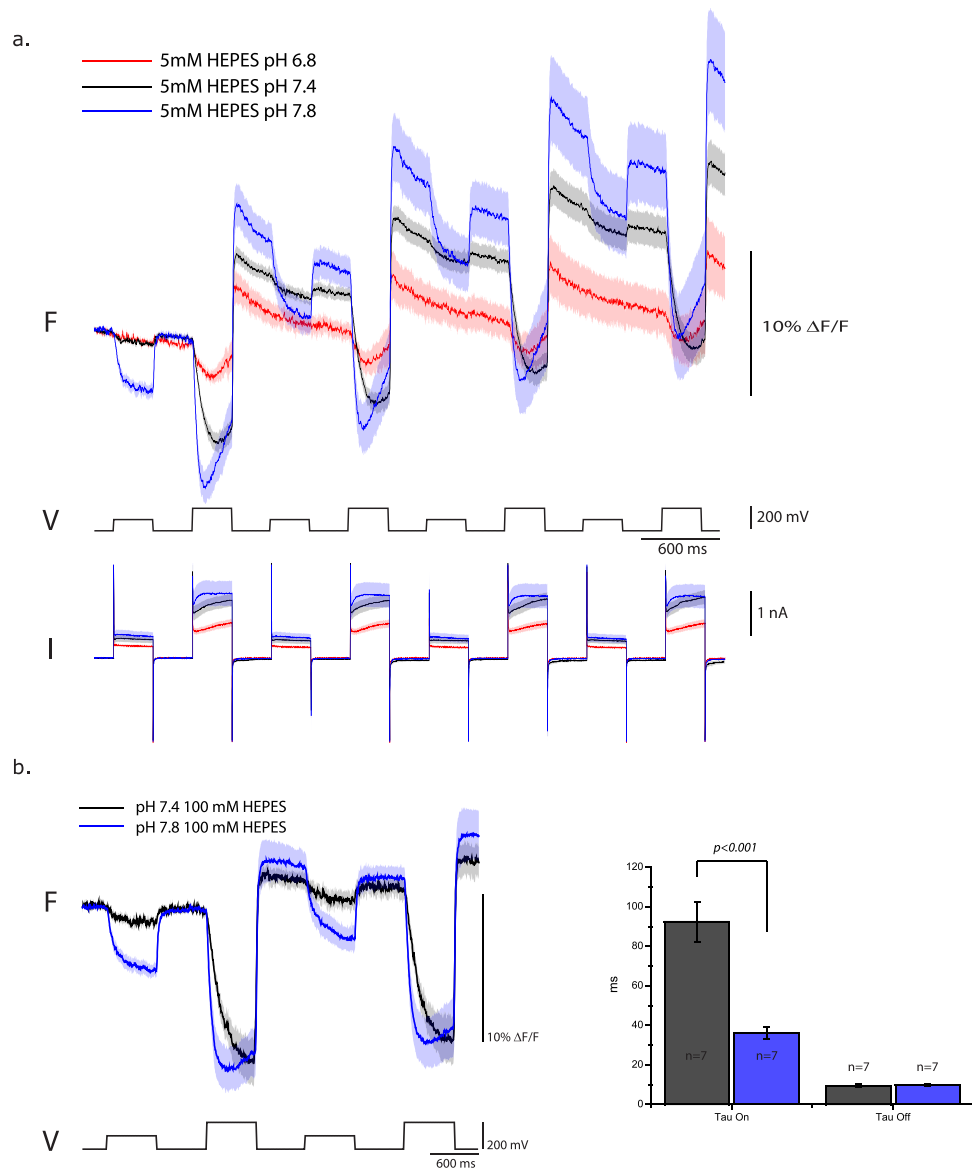 a.
5mM HEPES pH 6.8
5mM HEPES pH 7.4
5mM HEPES pH 7.8
F
10% ΔF/F
V
200 mV
600 ms
1 nA
I
b.
pH 7.4 100 mM HEPES
pH 7.8 100 mM HEPES
F
10% ΔF/F
V
200 mV
600 ms
p<0.001
120
100
80
60
40
20
0
ms
n=7
n=7
n=7
n=7
Tau On
Tau Off